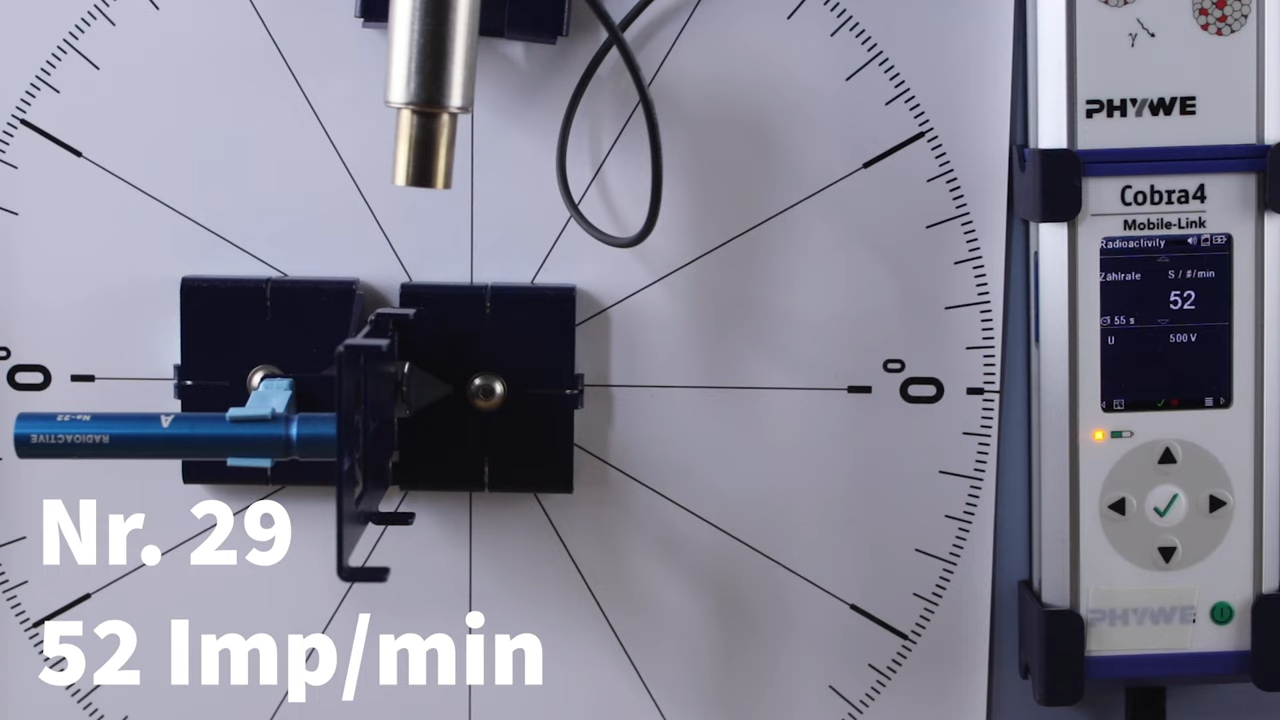 γ
PHYWE
Cobra4
Mobile-Link
Radioactivity
Zählrate S / #/min
52
55 s
U 500 V
°0
°0
Na-22 A
RADIOACTIVE
Nr. 29
52 Imp/min
PHYWE